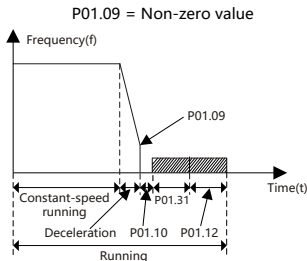 P01.09 = Non-zero value
Frequency(f)
P01.09
P01.31
Time(t)
Constant-speed
running
Deceleration
P01.10
P01.12
Running